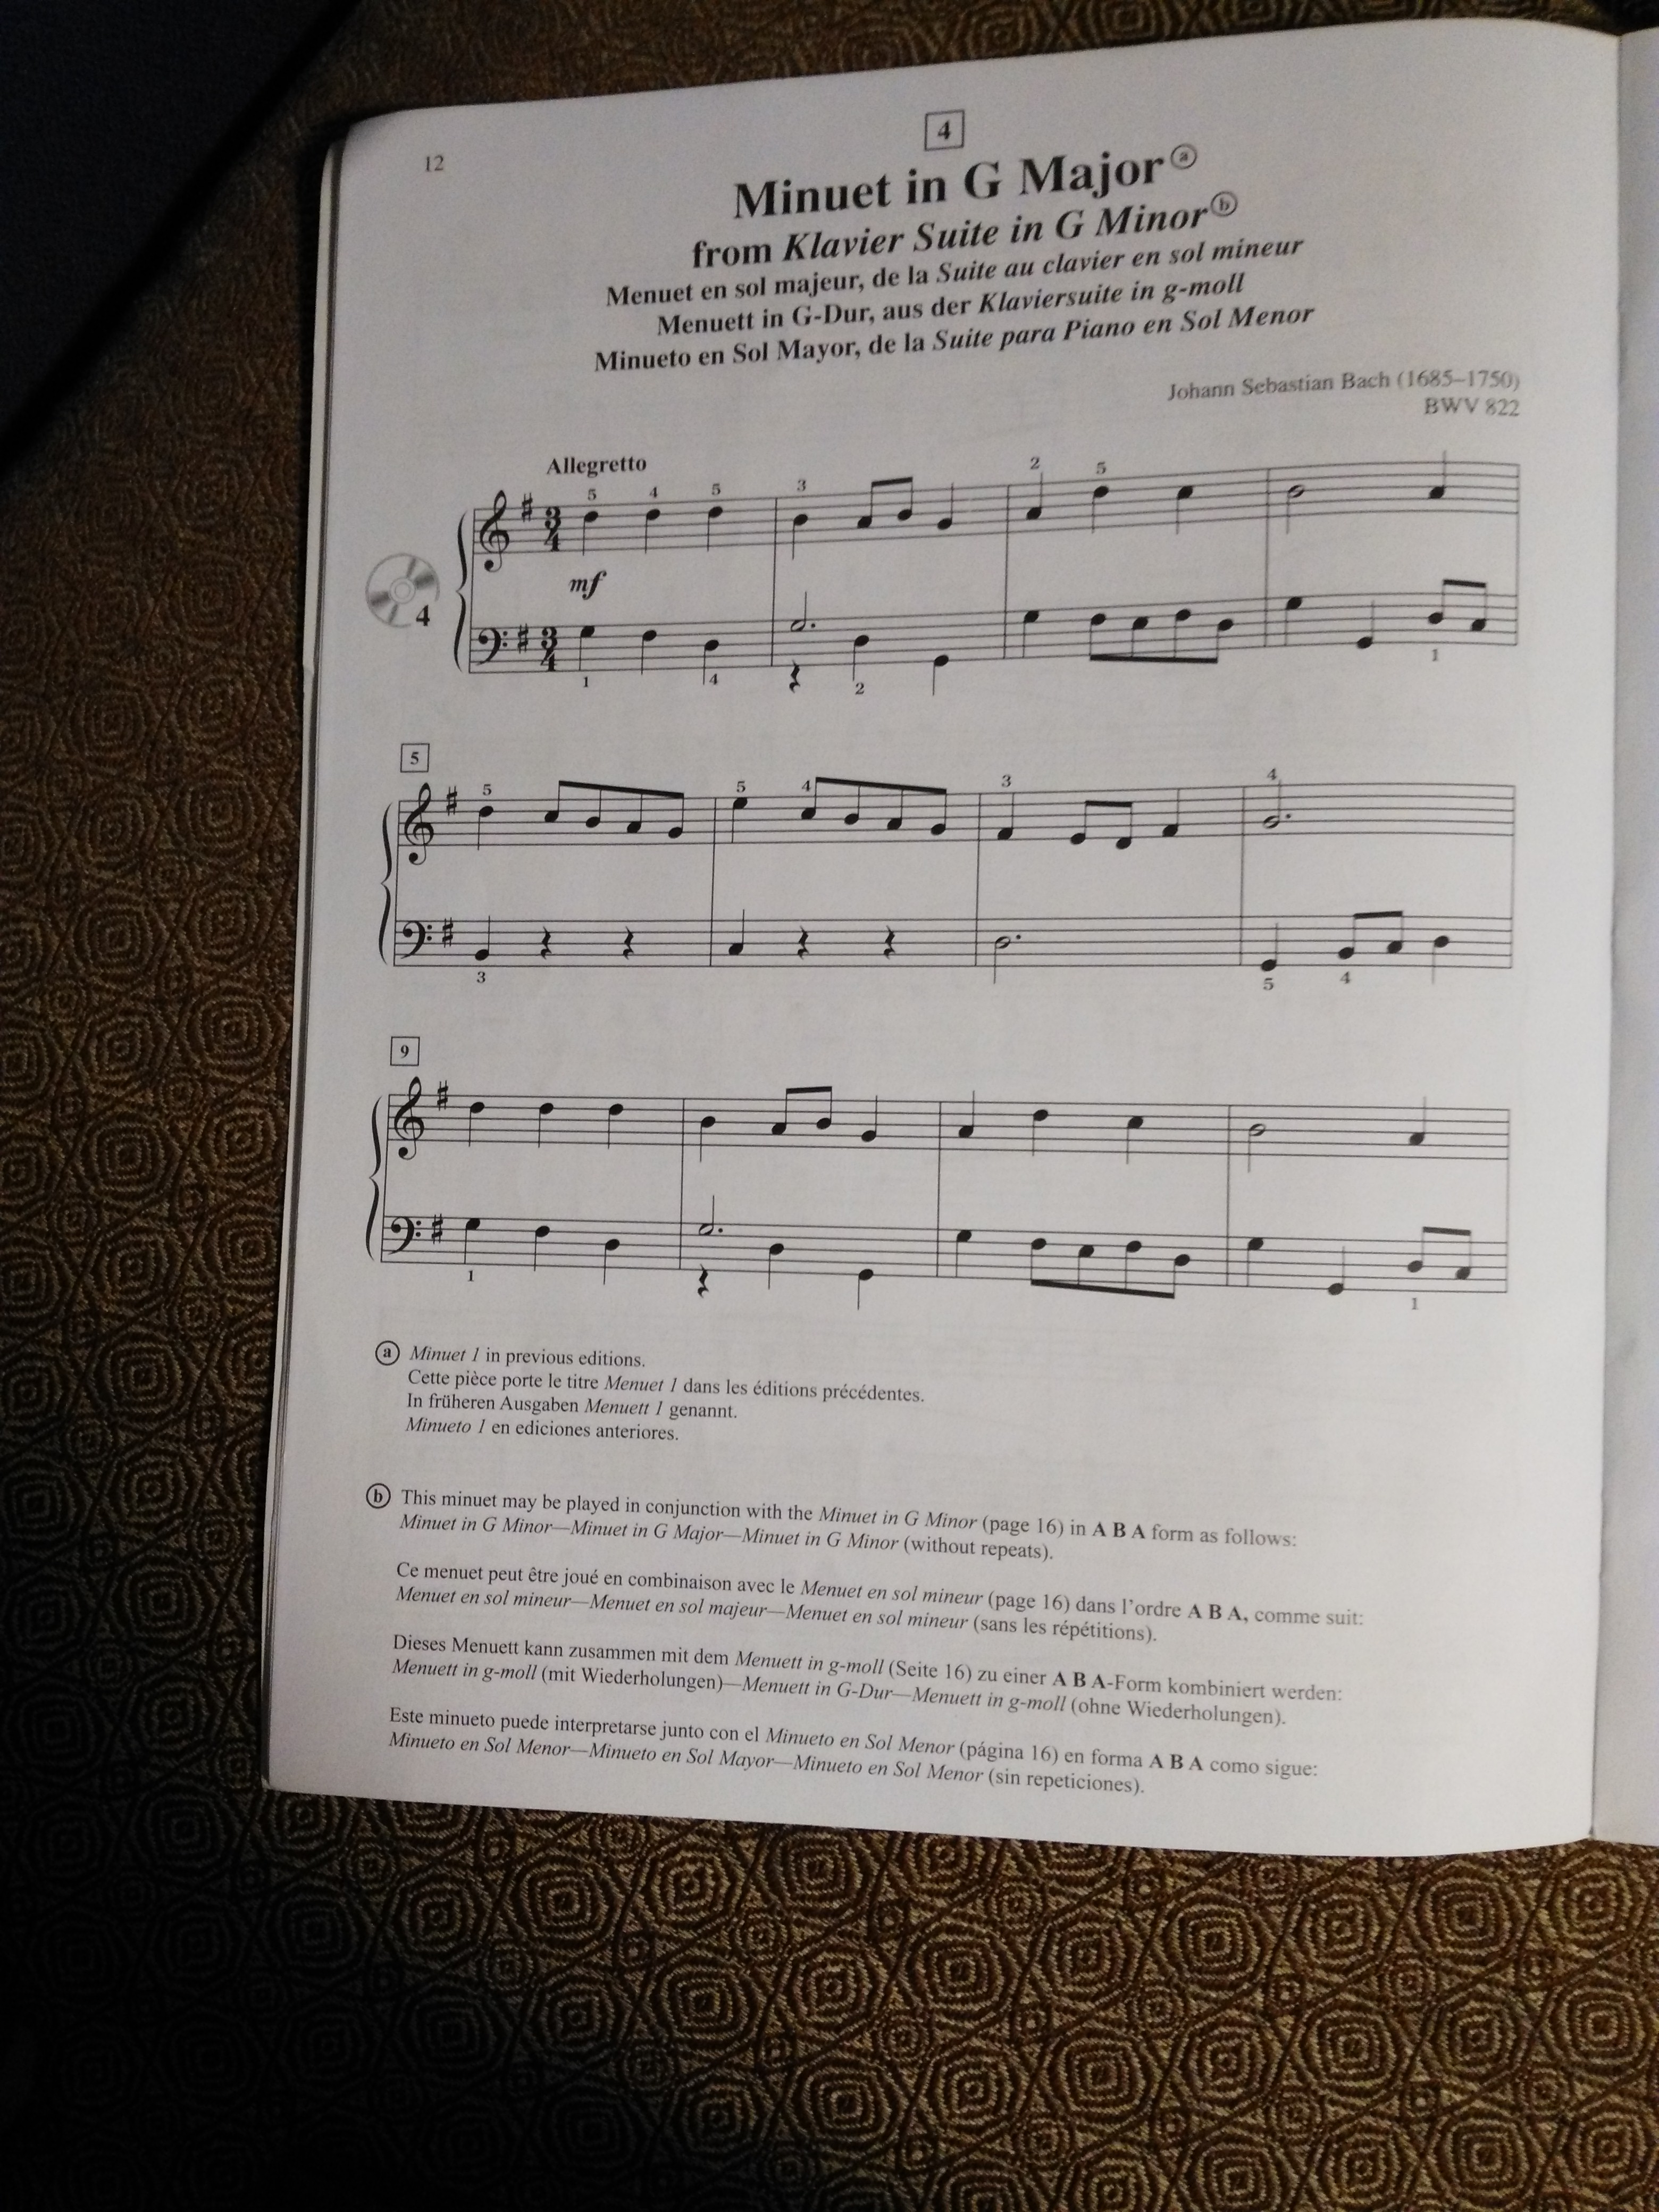 12
4
Minuet in G Major ⓐ
from Klavier Suite in G Minor ⓑ
Menuet en sol majeur, de la Suite au clavier en sol mineur
Menuett in G-Dur, aus der Klaviersuite in g-moll
Minueto en Sol Mayor, de la Suite para Piano en Sol Menor
Johann Sebastian Bach (1685–1750)
BWV 822
Allegretto
5 4 5 3 2 5
3 4
mf
4
3 4
1 4 2 1
5
5 5 4 3 4
3 5 4
9
1 1
ⓐ Minuet 1 in previous editions.
Cette pièce porte le titre Menuet 1 dans les éditions précédentes.
In früheren Ausgaben Menuett 1 genannt.
Minueto 1 en ediciones anteriores.
ⓑ This minuet may be played in conjunction with the Minuet in G Minor (page 16) in A B A form as follows:
Minuet in G Minor—Minuet in G Major—Minuet in G Minor (without repeats).
Ce menuet peut être joué en combinaison avec le Menuet en sol mineur (page 16) dans l'ordre A B A, comme suit:
Menuet en sol mineur—Menuet en sol majeur—Menuet en sol mineur (sans les répétitions).
Dieses Menuett kann zusammen mit dem Menuett in g-moll (Seite 16) zu einer A B A-Form kombiniert werden:
Menuett in g-moll (mit Wiederholungen)—Menuett in G-Dur—Menuett in g-moll (ohne Wiederholungen).
Este minueto puede interpretarse junto con el Minueto en Sol Menor (página 16) en forma A B A como sigue:
Minueto en Sol Menor—Minueto en Sol Mayor—Minueto en Sol Menor (sin repeticiones).